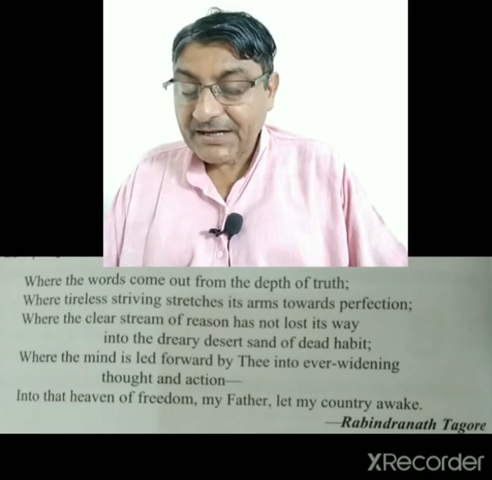 Where the words come out from the depth of truth;
Where tireless striving stretches its arms towards perfection;
Where the clear stream of reason has not lost its way
into the dreary desert sand of dead habit;
Where the mind is led forward by Thee into ever-widening
thought and action—
Into that heaven of freedom, my Father, let my country awake.
—Rabindranath Tagore
XRecorder